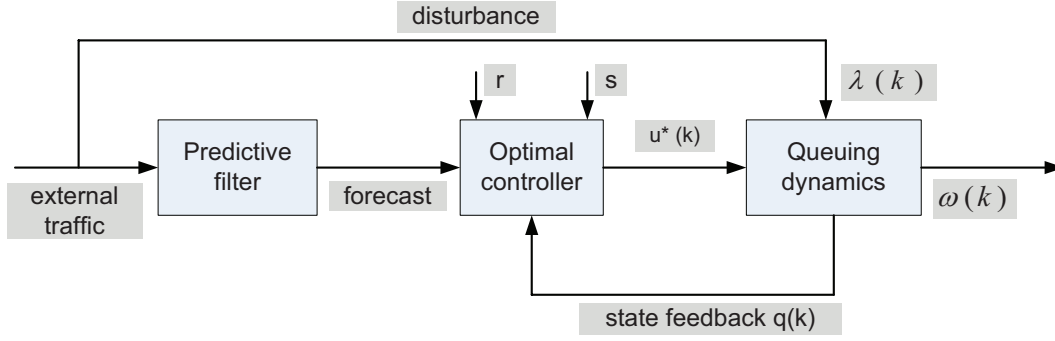 disturbance
r
s
λ (k)
Predictive
filter
Optimal
controller
u* (k)
Queuing
dynamics
external
traffic
forecast
ω(k)
state feedback q(k)